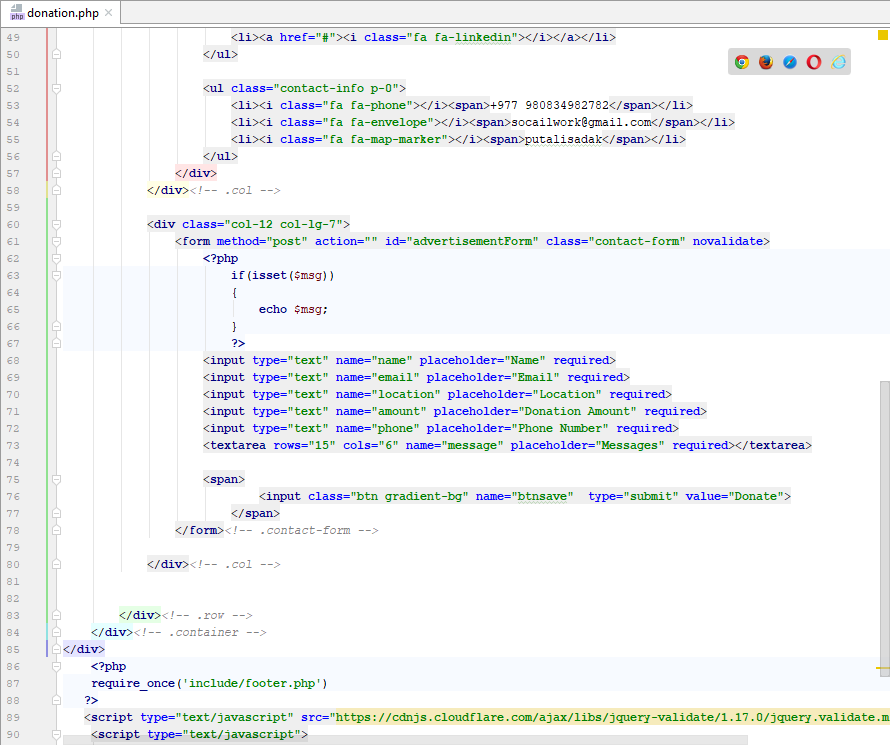 donation.php
49 <li><a href="#"><i class="fa fa-linkedin"></i></a></li>
50 </ul>
51
52 <ul class="contact-info p-0">
53 <li><i class="fa fa-phone"></i><span>+977 980834982782</span></li>
54 <li><i class="fa fa-envelope"></i><span>socailwork@gmail.com</span></li>
55 <li><i class="fa fa-map-marker"></i><span>putalisadak</span></li>
56 </ul>
57 </div>
58 </div><!-- .col -->
59
60 <div class="col-12 col-lg-7">
61 <form method="post" action="" id="advertisementForm" class="contact-form" novalidate>
62 <?php
63 if(isset($msg))
64 {
65 echo $msg;
66 }
67 ?>
68 <input type="text" name="name" placeholder="Name" required>
69 <input type="text" name="email" placeholder="Email" required>
70 <input type="text" name="location" placeholder="Location" required>
71 <input type="text" name="amount" placeholder="Donation Amount" required>
72 <input type="text" name="phone" placeholder="Phone Number" required>
73 <textarea rows="15" cols="6" name="message" placeholder="Messages" required></textarea>
74
75 <span>
76 <input class="btn gradient-bg" name="btnsave"  type="submit" value="Donate">
77 </span>
78 </form><!-- .contact-form -->
79
80 </div><!-- .col -->
81
82
83 </div><!-- .row -->
84 </div><!-- .container -->
85 </div>
86 <?php
87 require_once('include/footer.php')
88 ?>
89 <script type="text/javascript" src="https://cdnjs.cloudflare.com/ajax/libs/jquery-validate/1.17.0/jquery.validate.m
90 <script type="text/javascript">